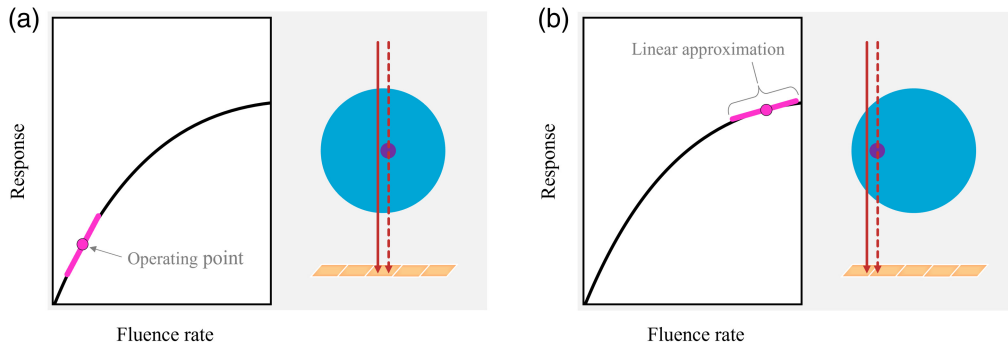 (a)
Response
Operating point
Fluence rate
(b)
Response
Linear approximation
Fluence rate